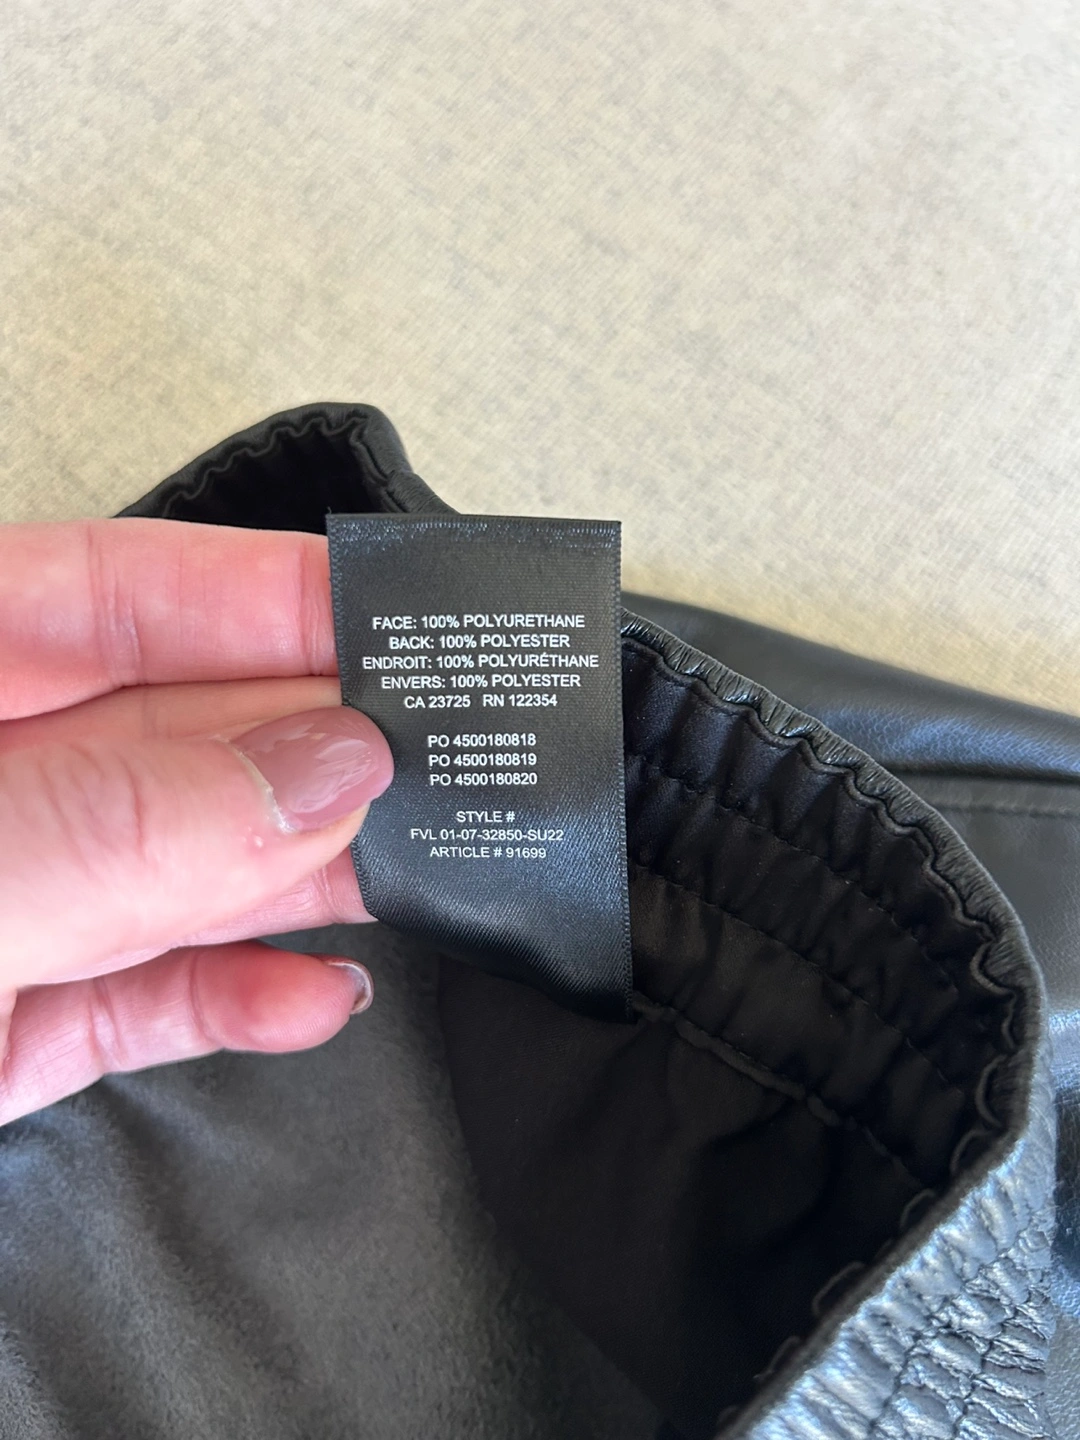 FACE: 100% POLYURETHANE
BACK: 100% POLYESTER
ENDROIT: 100% POLYURÉTHANE
ENVERS: 100% POLYESTER
CA 23725 RN 122354
PO 4500180818
PO 4500180819
PO 4500180820
STYLE #
FVL 01-07-32850-SU22
ARTICLE # 91699